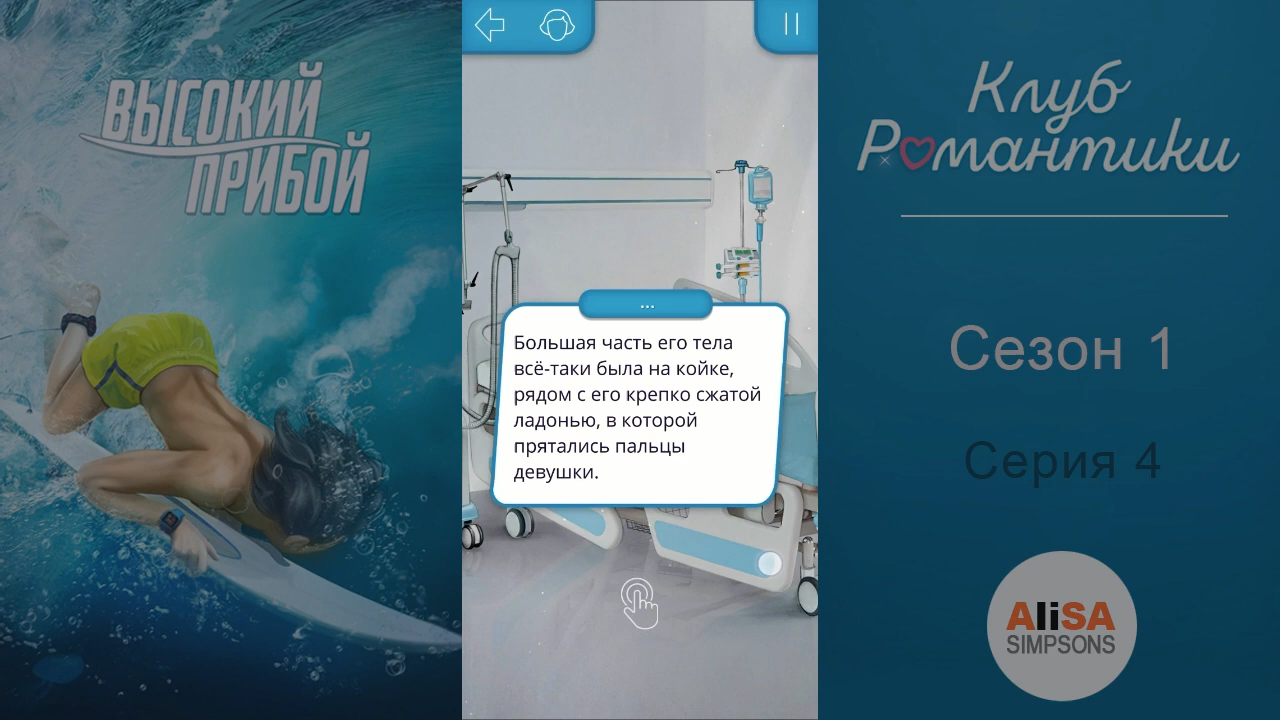 ВЫСОКИЙ
ПРИБОЙ
...
Большая часть его тела
всё-таки была на койке,
рядом с его крепко сжатой
ладонью, в которой
прятались пальцы
девушки.
Клуб
Романтики
Сезон 1
Серия 4
AliSA
SIMPSONS